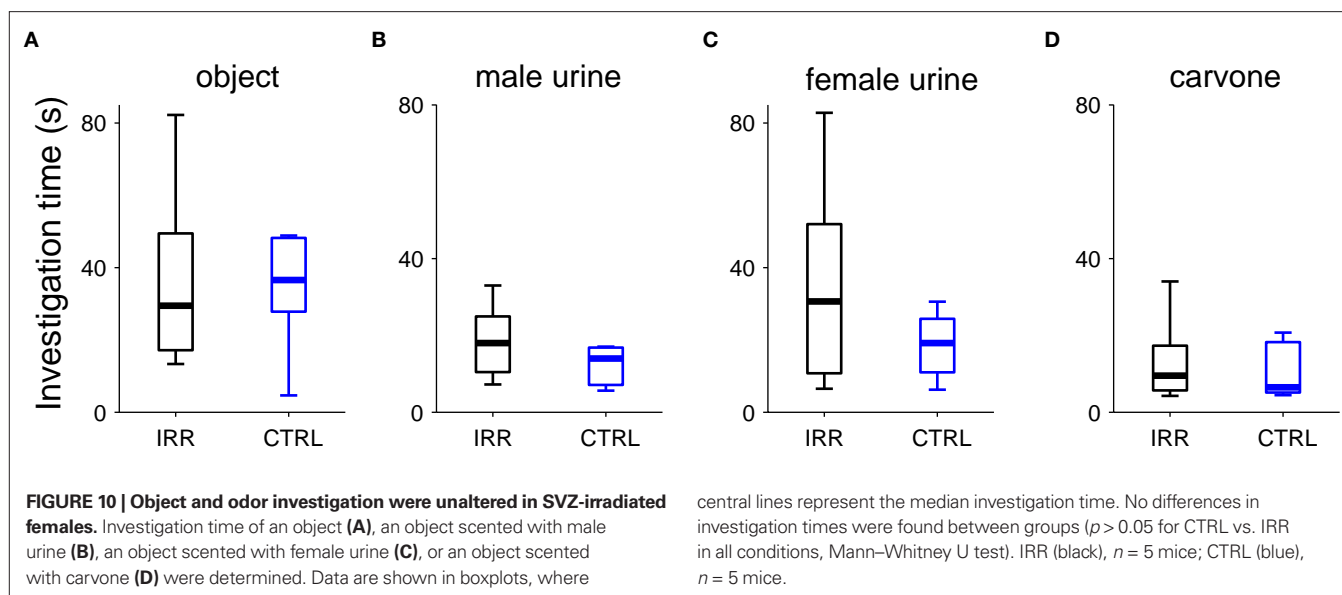 A
B
C
D
object
male urine
female urine
carvone
Investigation time (s)
80
40
0
IRR
CTRL
80
40
0
IRR
CTRL
80
40
0
IRR
CTRL
80
40
0
IRR
CTRL
FIGURE 10 | Object and odor investigation were unaltered in SVZ-irradiated
females. Investigation time of an object (A), an object scented with male
urine (B), an object scented with female urine (C), or an object scented
with carvone (D) were determined. Data are shown in boxplots, where
central lines represent the median investigation time. No differences in
investigation times were found between groups (p > 0.05 for CTRL vs. IRR
in all conditions, Mann–Whitney U test). IRR (black), n = 5 mice; CTRL (blue),
n = 5 mice.